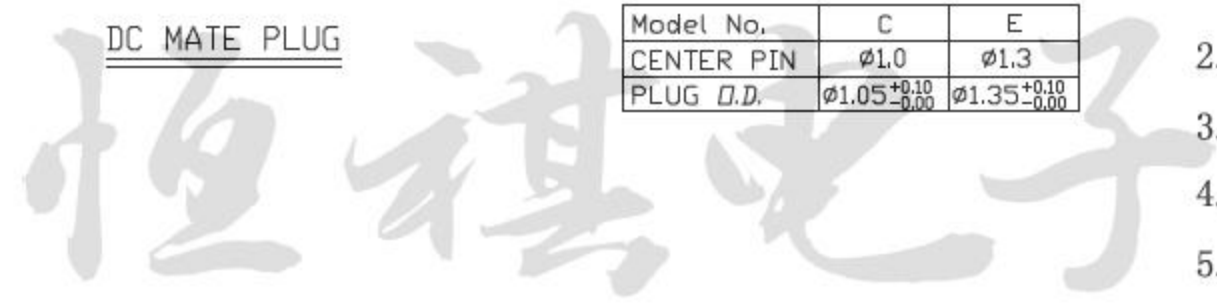 DC MATE PLUG
Model No. C E
CENTER PIN ø1.0 ø1.3
PLUG O.D. ø1.05+0.10-0.00 ø1.35+0.10-0.00
2.
3.
4.
5.
恒祺电子